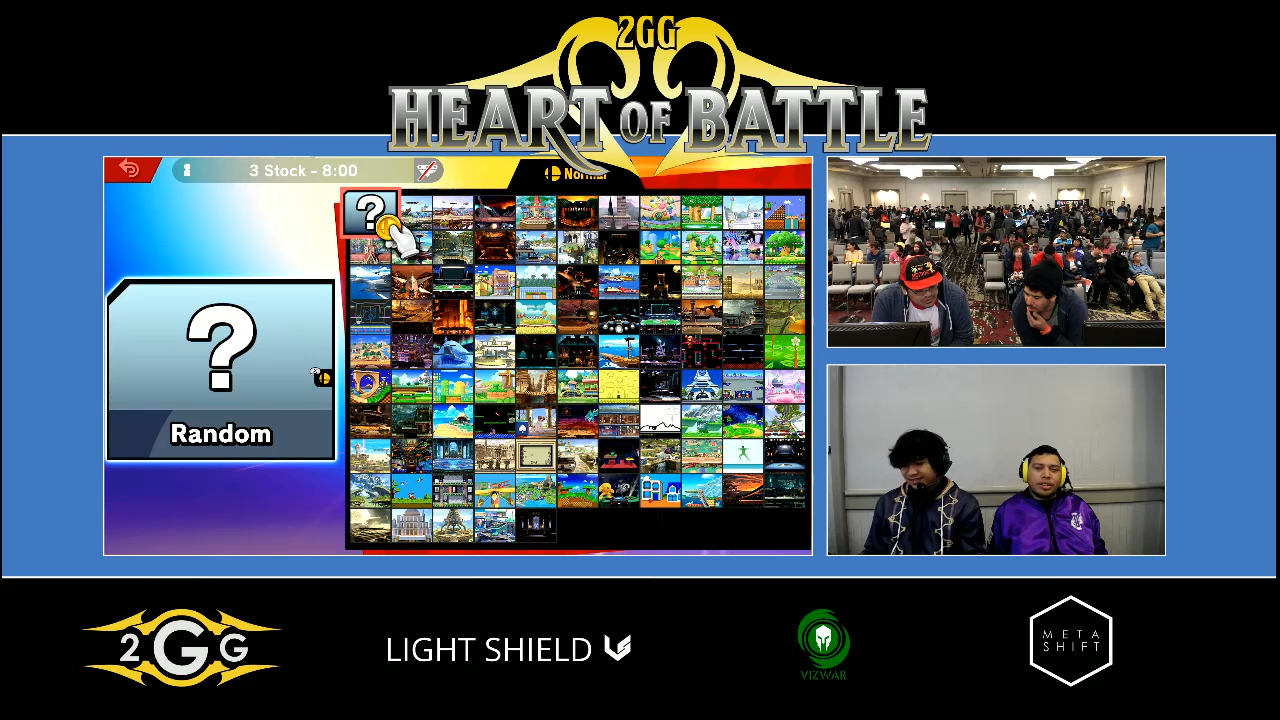 2GG
HEART OF BATTLE
3 Stock - 8:00
Normal
?
?
Random
2GG
LIGHT SHIELD
VIZWAR
META
SHIFT